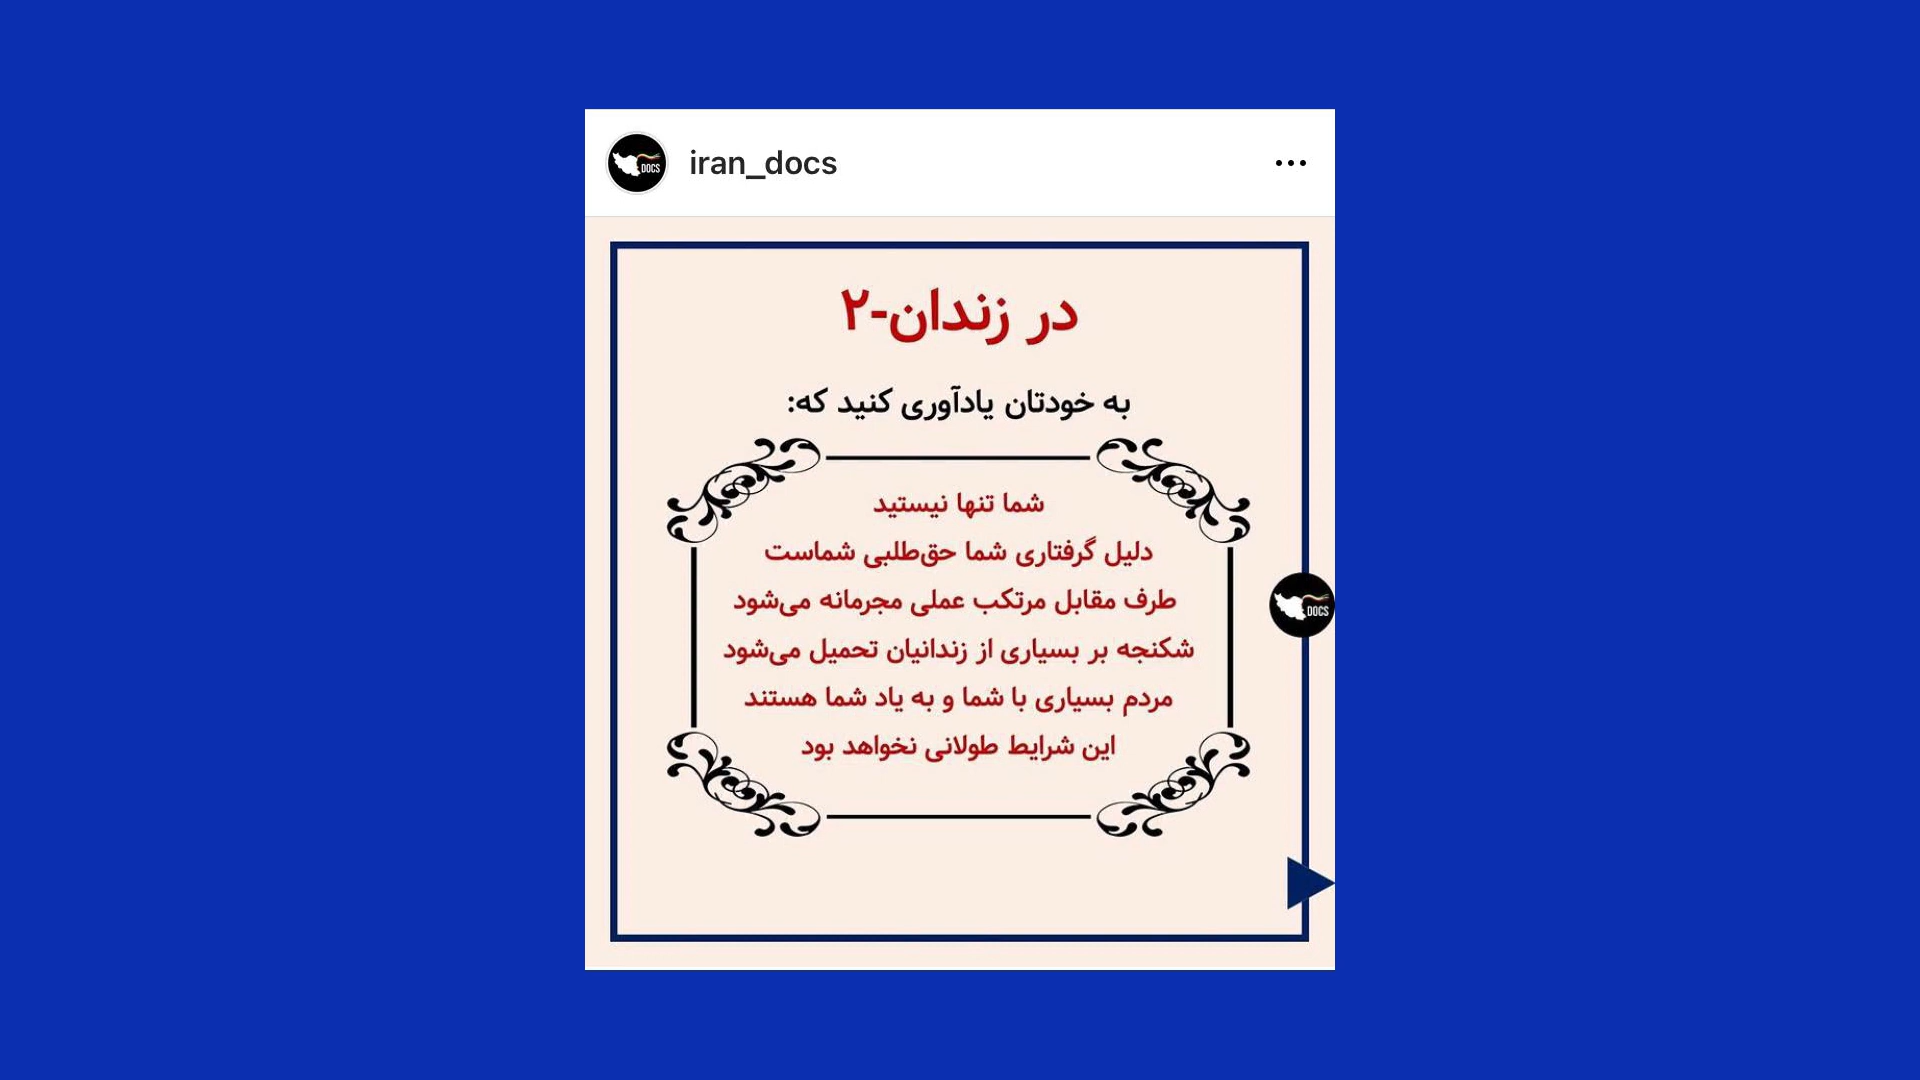 iran_docs
DOCS
در زندان-۲
به خودتان یادآوری کنید که:
شما تنها نیستید
دلیل گرفتاری شما حق‌طلبی شماست
طرف مقابل مرتکب عملی مجرمانه می‌شود
شکنجه بر بسیاری از زندانیان تحمیل می‌شود
مردم بسیاری با شما و به یاد شما هستند
این شرایط طولانی نخواهد بود
DOCS